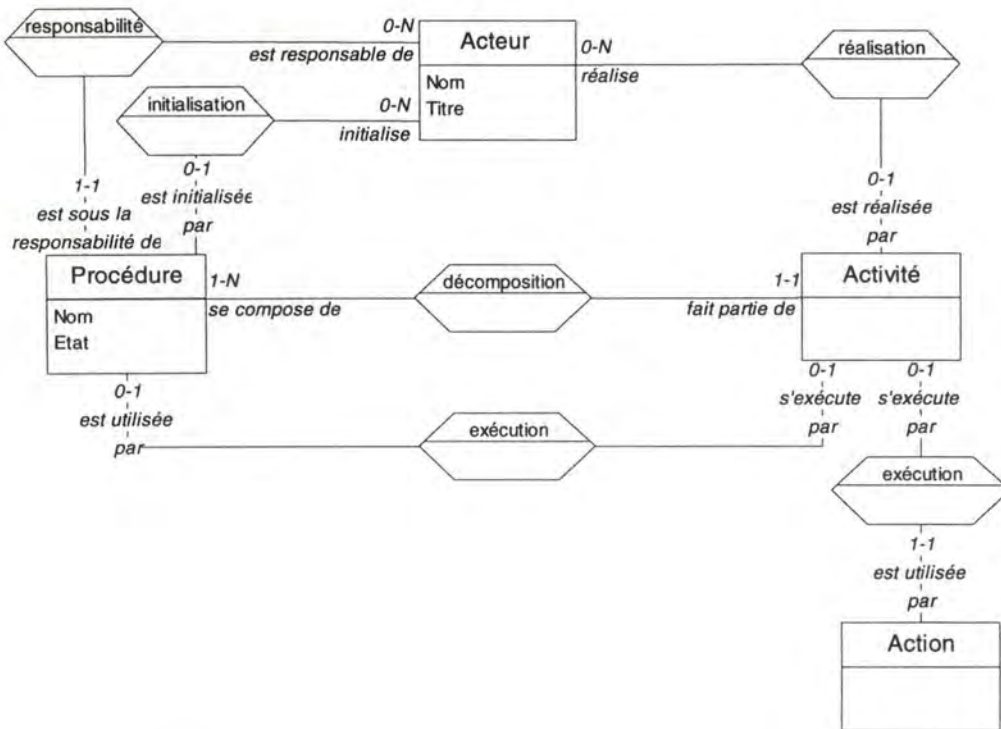 responsabilité
0-N
est responsable de
Acteur
Nom
Titre
0-N
réalise
réalisation
initialisation
0-N
initialise
1-1
est sous la
responsabilité de
0-1
est initialisée
par
0-1
est réalisée
par
Procédure
Nom
Etat
1-N
se compose de
décomposition
1-1
fait partie de
Activité
0-1
est utilisée
par
exécution
0-1
s'exécute
par
0-1
s'exécute
par
exécution
1-1
est utilisée
par
Action